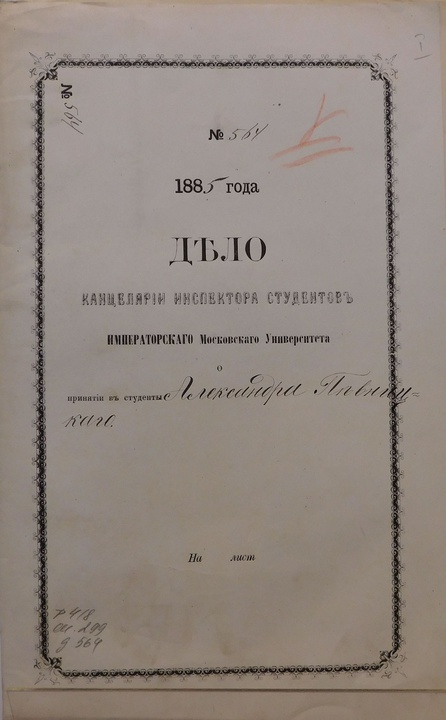 I
№ 564
№ 564
1885 года
ДѢЛО
КАНЦЕЛЯРІИ ИНСПЕКТОРА СТУДЕНТОВЪ
ИМПЕРАТОРСКАГО Московскаго Университета
О
принятіи въ студенты Александра Пѣвниц-
каго.
На лист
Р 418
оп. 299
д 564